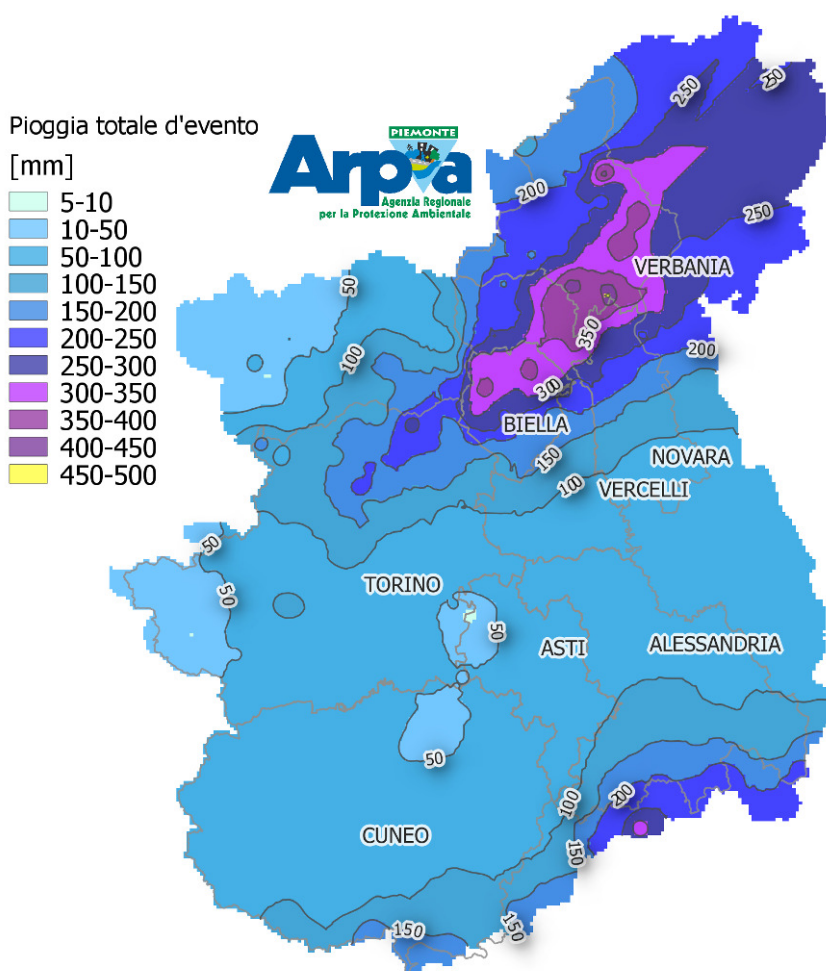 Pioggia totale d'evento
[mm]
5-10
10-50
50-100
100-150
150-200
200-250
250-300
300-350
350-400
400-450
450-500
PIEMONTE
Arpa
Agenzia Regionale
per la Protezione Ambientale
250
250
200
250
VERBANIA
50
350
100
200
300
BIELLA
150
NOVARA
100
VERCELLI
50
50
TORINO
50
ASTI
ALESSANDRIA
50
200
100
CUNEO
150
150
150